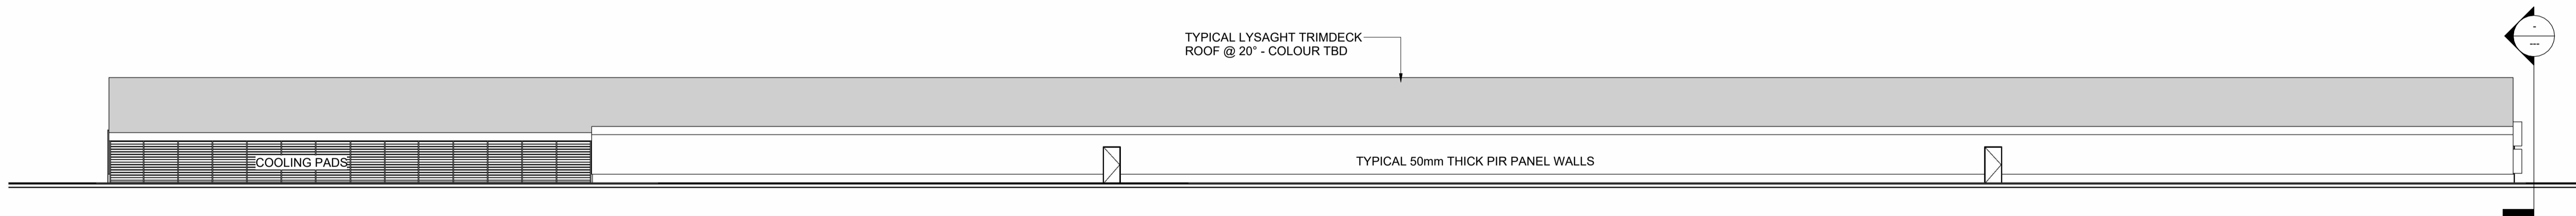 TYPICAL LYSAGHT TRIMDECK
ROOF @ 20° - COLOUR TBD
-
---
COOLING PADS
TYPICAL 50mm THICK PIR PANEL WALLS